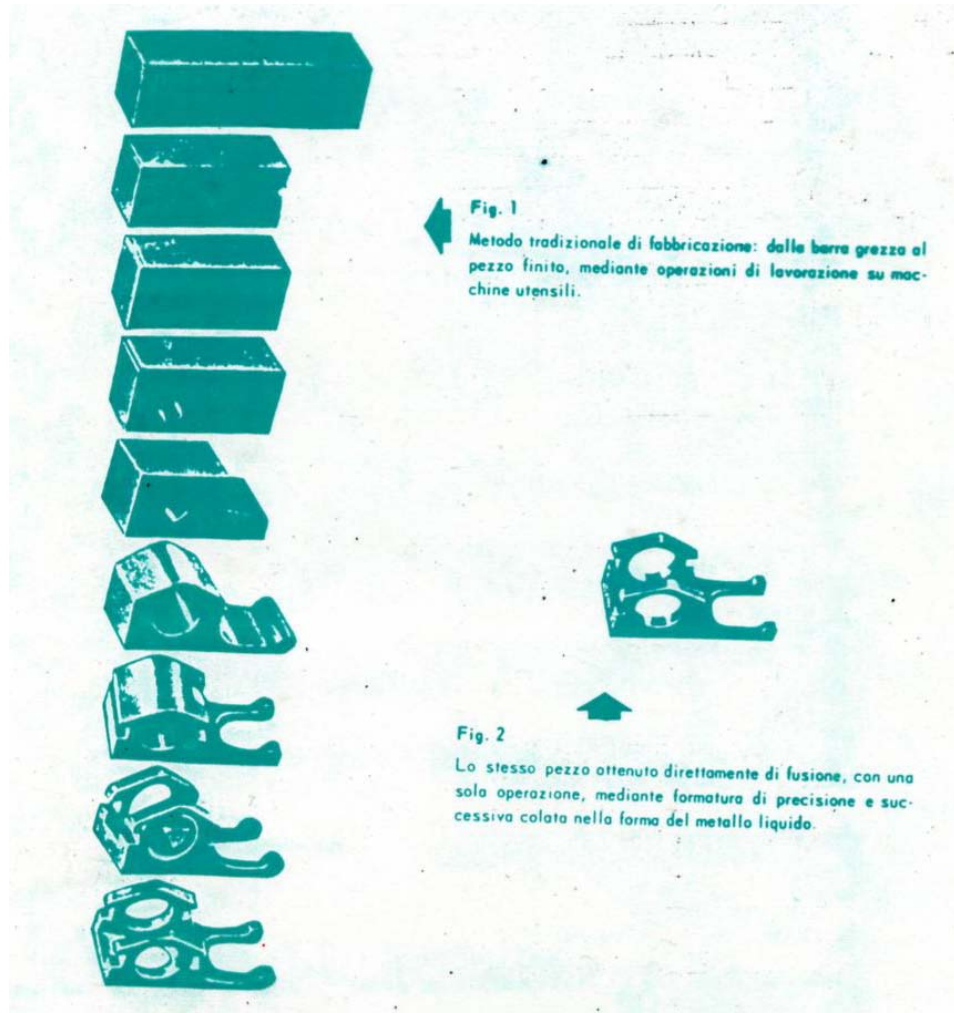 Fig. 1
Metodo tradizionale di fabbricazione: dalla barra grezza al
pezzo finito, mediante operazioni di lavorazione su mac-
chine utensili.
Fig. 2
Lo stesso pezzo ottenuto direttamente di fusione, con una
sola operazione, mediante formatura di precisione e suc-
cessiva colata nella forma del metallo liquido.